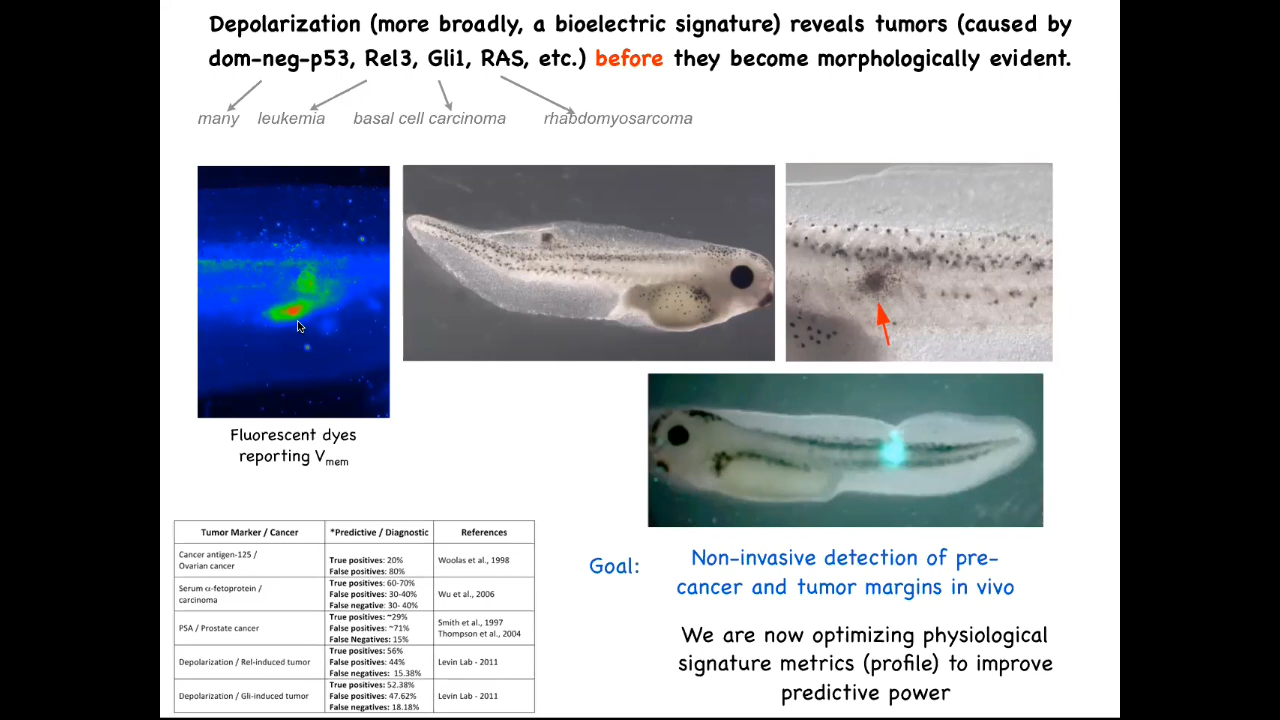 Depolarization (more broadly, a bioelectric signature) reveals tumors (caused by
dom-neg-p53, Rel3, Gli1, RAS, etc.) before they become morphologically evident.
many leukemia basal cell carcinoma rhabdomyosarcoma
Fluorescent dyes
reporting Vmem
Tumor Marker / Cancer *Predictive / Diagnostic References
Cancer antigen-125 /
Ovarian cancer
True positives: 20%
False positives: 80%
Woolas et al., 1998
Serum α-fetoprotein /
carcinoma
True positives: 60-70%
False positives: 30-40%
False negative: 30- 40%
Wu et al., 2006
PSA / Prostate cancer
True positives: ~29%
False positives: ~71%
False Negatives: 15%
Smith et al., 1997
Thompson et al., 2004
Depolarization / Rel-induced tumor
True positives: 56%
False positives: 44%
False negatives: 15.38%
Levin Lab - 2011
Depolarization / Gli-induced tumor
True positives: 52.38%
False positives: 47.62%
False negatives: 18.18%
Levin Lab - 2011
Goal: Non-invasive detection of pre-
cancer and tumor margins in vivo
We are now optimizing physiological
signature metrics (profile) to improve
predictive power